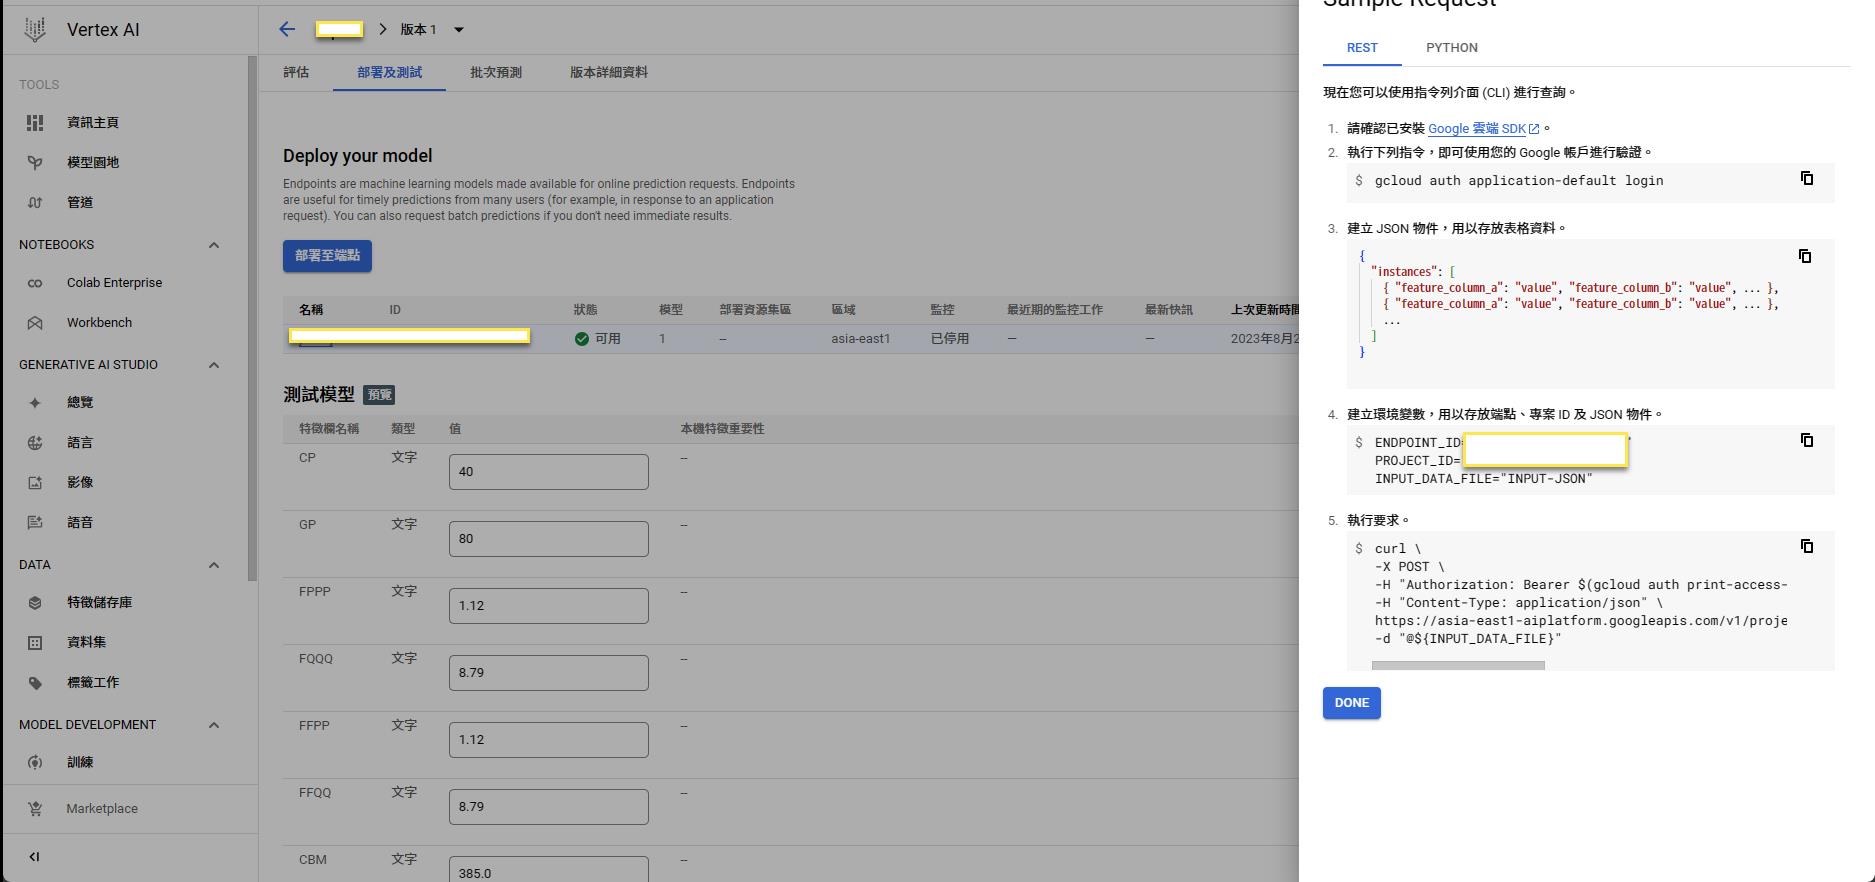 Vertex AI
TOOLS
資訊主頁
模型園地
管道
NOTEBOOKS
Colab Enterprise
Workbench
GENERATIVE AI STUDIO
總覽
語言
影像
語音
DATA
特徵儲存庫
資料集
標籤工作
MODEL DEVELOPMENT
訓練
Marketplace
版本 1
評估 部署及測試 批次預測 版本詳細資料
Deploy your model
Endpoints are machine learning models made available for online prediction requests. Endpoints
are useful for timely predictions from many users (for example, in response to an application
request). You can also request batch predictions if you don't need immediate results.
部署至端點
名稱 ID 狀態 模型 部署資源集區 區域 監控 最近期的監控工作 最新快訊 上次更新時間
可用 1 – asia-east1 已停用 — — 2023年8月2
測試模型 預覽
特徵欄名稱 類型 值 本機特徵重要性
CP 文字 40 --
GP 文字 80 --
FPPP 文字 1.12 --
FQQQ 文字 8.79 --
FFPP 文字 1.12 --
FFQQ 文字 8.79 --
CBM 文字 385.0 --
Sample Request
REST PYTHON
現在您可以使用指令列介面 (CLI) 進行查詢。
1. 請確認已安裝 Google 雲端 SDK 。
2. 執行下列指令，即可使用您的 Google 帳戶進行驗證。
$ gcloud auth application-default login
3. 建立 JSON 物件，用以存放表格資料。
{
"instances": [
{ "feature_column_a": "value", "feature_column_b": "value", ... },
{ "feature_column_a": "value", "feature_column_b": "value", ... },
...
]
}
4. 建立環境變數，用以存放端點、專案 ID 及 JSON 物件。
$ ENDPOINT_ID=
PROJECT_ID=
INPUT_DATA_FILE="INPUT-JSON"
5. 執行要求。
$ curl \
-X POST \
-H "Authorization: Bearer $(gcloud auth print-access-
-H "Content-Type: application/json" \
https://asia-east1-aiplatform.googleapis.com/v1/proje
-d "@${INPUT_DATA_FILE}"
DONE